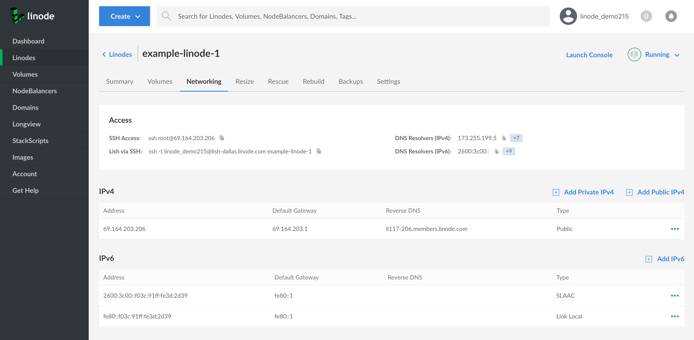 linode
Create
Search for Linodes, Volumes, NodeBalancers, Domains, Tags...
linode_demo215
Dashboard
Linodes
Volumes
NodeBalancers
Domains
Longview
StackScripts
Images
Account
Get Help
Linodes
example-linode-1
Launch Console
Running
Summary Volumes Networking Resize Rescue Rebuild Backups Settings
Access
SSH Access: ssh root@69.164.203.206
DNS Resolvers (IPv4): 173.255.199.5 +7
Lish via SSH: ssh -t linode_demo215@lish-dallas.linode.com example-linode-1
DNS Resolvers (IPv6): 2600:3c00:: +9
IPv4
Add Private IPv4 Add Public IPv4
Address Default Gateway Reverse DNS Type
69.164.203.206 69.164.203.1 li117-206.members.linode.com Public
IPv6
Add IPv6
Address Default Gateway Reverse DNS Type
2600:3c00::f03c:91ff:fe3d:2d39 fe80::1 SLAAC
fe80::f03c:91ff:fe3d:2d39 fe80::1 Link Local